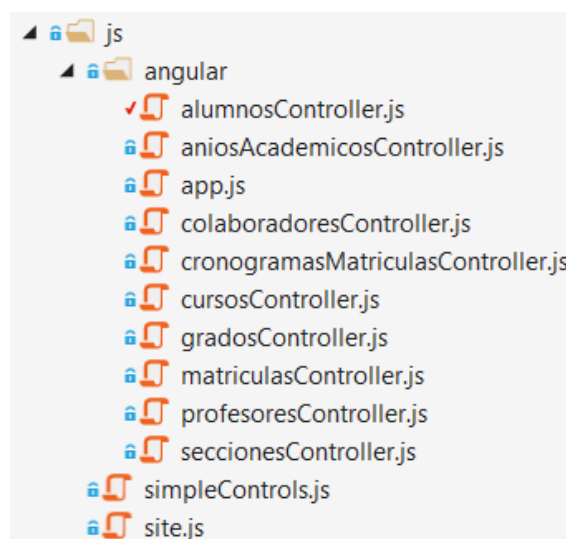 js
angular
alumnosController.js
aniosAcademicosController.js
app.js
colaboradoresController.js
cronogramasMatriculasController.js
cursosController.js
gradosController.js
matriculasController.js
profesoresController.js
seccionesController.js
simpleControls.js
site.js